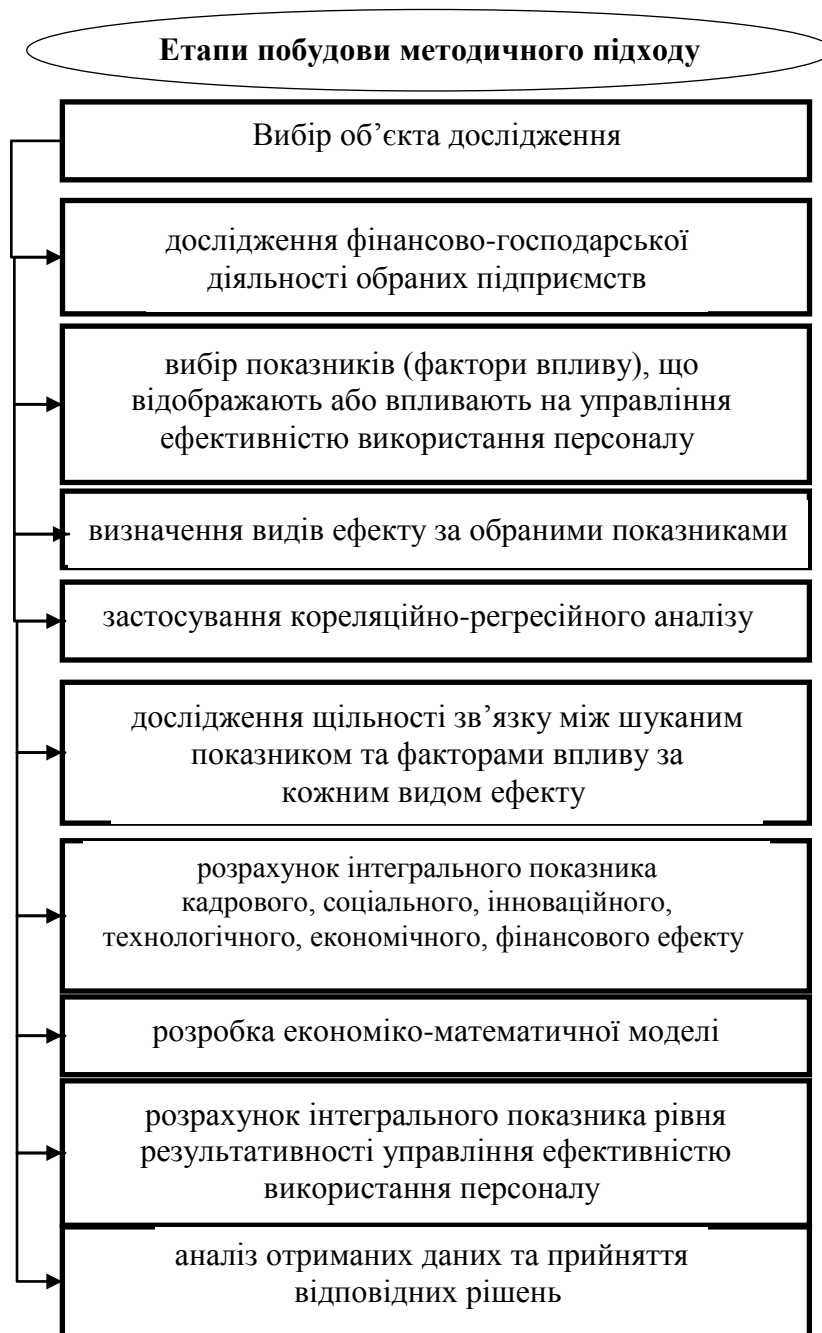 Етапи побудови методичного підходу
Вибір об’єкта дослідження
дослідження фінансово-господарської
діяльності обраних підприємств
вибір показників (фактори впливу), що
відображають або впливають на управління
ефективністю використання персоналу
визначення видів ефекту за обраними показниками
застосування кореляційно-регресійного аналізу
дослідження щільності зв’язку між шуканим
показником та факторами впливу за
кожним видом ефекту
розрахунок інтегрального показника
кадрового, соціального, інноваційного,
технологічного, економічного, фінансового ефекту
розробка економіко-математичної моделі
розрахунок інтегрального показника рівня
результативності управління ефективністю
використання персоналу
аналіз отриманих даних та прийняття
відповідних рішень